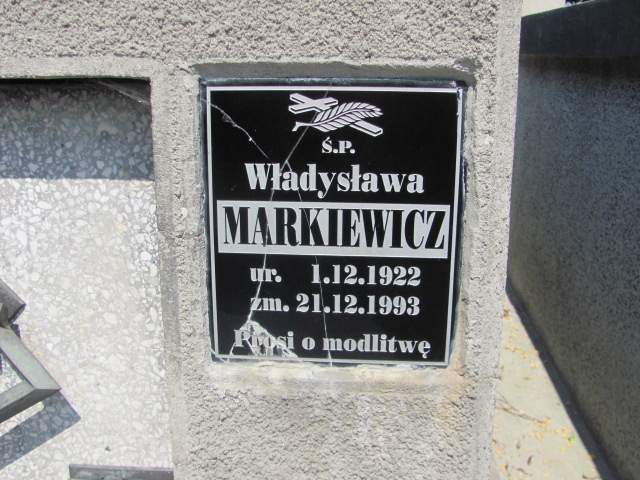 Ś.P.
Władysława
MARKIEWICZ
ur. 1.12.1922
zm. 21.12.1993
Prosi o modlitwę